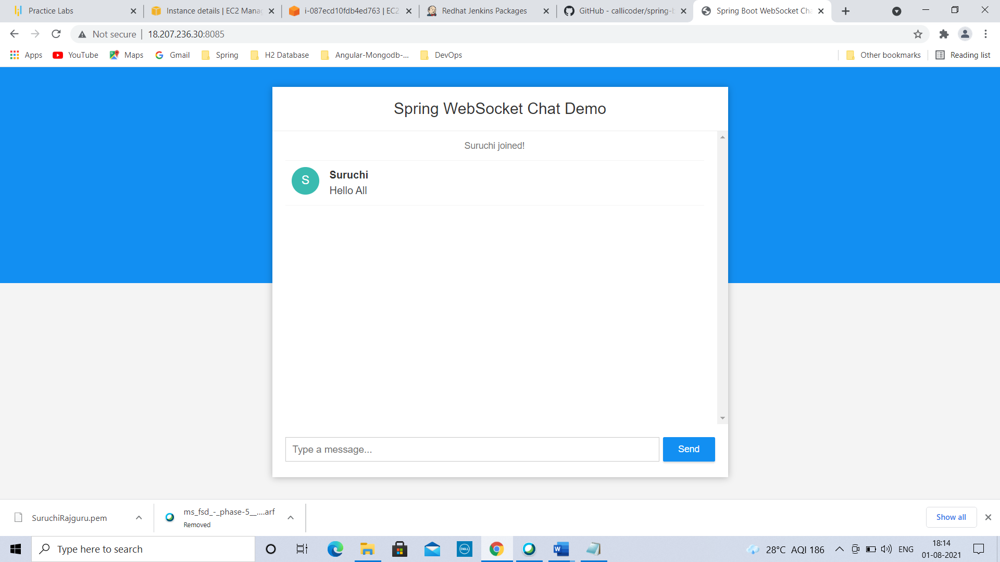 Practice Labs
Instance details | EC2 Manag
i-087ecd10fdb4ed763 | EC2
Redhat Jenkins Packages
GitHub - callicoder/spring-b
Spring Boot WebSocket Cha
Not secure
18.207.236.30:8085
Apps
YouTube
Maps
Gmail
Spring
H2 Database
Angular-Mongodb-...
DevOps
Other bookmarks
Reading list
Spring WebSocket Chat Demo
Suruchi joined!
S
Suruchi
Hello All
Type a message...
Send
SuruchiRajguru.pem
ms_fsd_-_phase-5__....arf
Removed
Show all
Type here to search
DELL
W
28°C AQI 186
ENG
18:14
01-08-2021